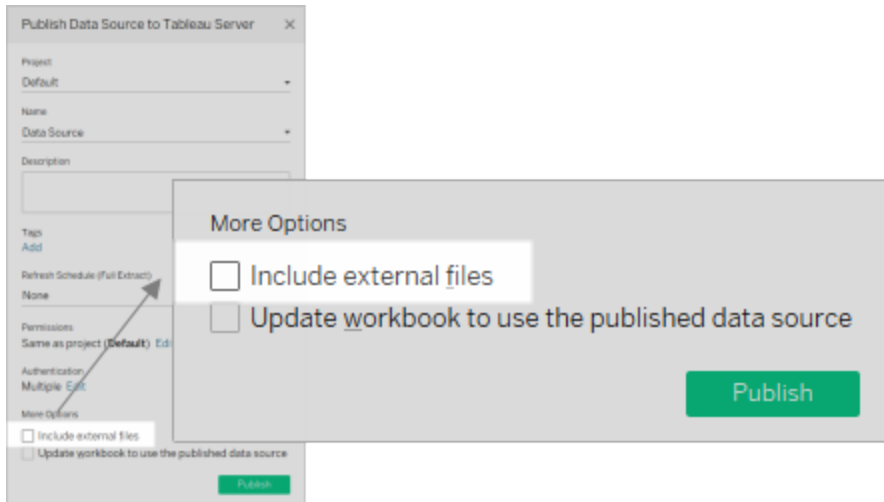 Publish Data Source to Tableau Server
Project
Default
Name
Data Source
Description
Tags
Add
Refresh Schedule (Full Extract)
None
Permissions
Same as project (Default) Edi
Authentication
Multiple Edit
More Options
Include external files
Update workbook to use the published data source
Publish
More Options
Include external files
Update workbook to use the published data source
Publish